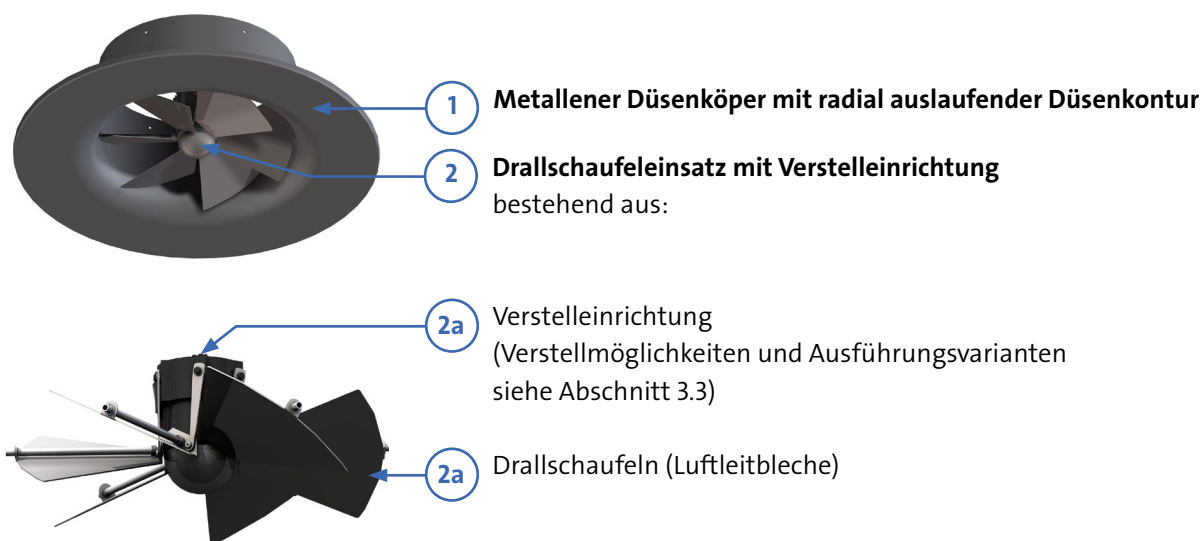 1 Metallener Düsenköper mit radial auslaufender Düsenkontur
2 Drallschaufeleinsatz mit Verstelleinrichtung
bestehend aus:
2a Verstelleinrichtung
(Verstellmöglichkeiten und Ausführungsvarianten
siehe Abschnitt 3.3)
2a Drallschaufeln (Luftleitbleche)